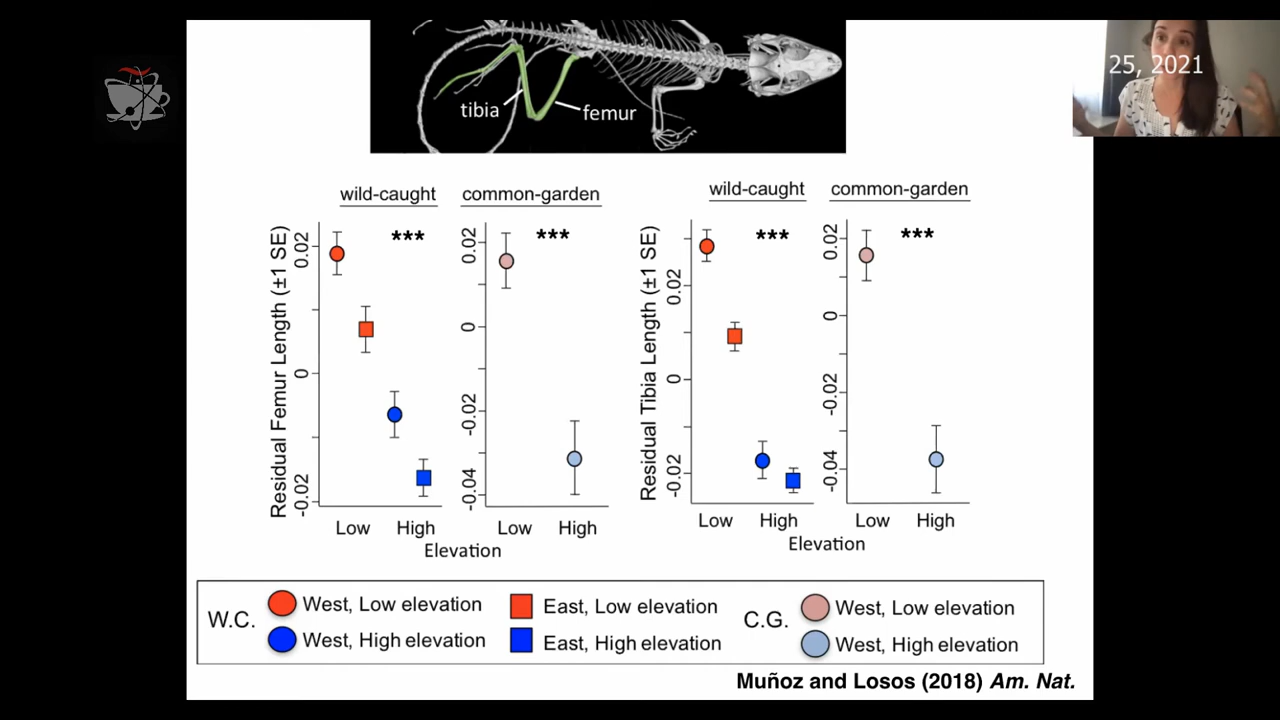 25, 2021
tibia
femur
wild-caught
common-garden
wild-caught
common-garden
***
***
***
***
Residual Femur Length (±1 SE)
0.02
0
-0.02
0.02
0
-0.02
-0.04
Low
High
Low
High
Elevation
Residual Tibia Length (±1 SE)
0.02
0
-0.02
0.02
0
-0.02
-0.04
Low
High
Low
High
Elevation
W.C.
West, Low elevation
East, Low elevation
C.G.
West, Low elevation
West, High elevation
East, High elevation
West, High elevation
Muñoz and Losos (2018) Am. Nat.